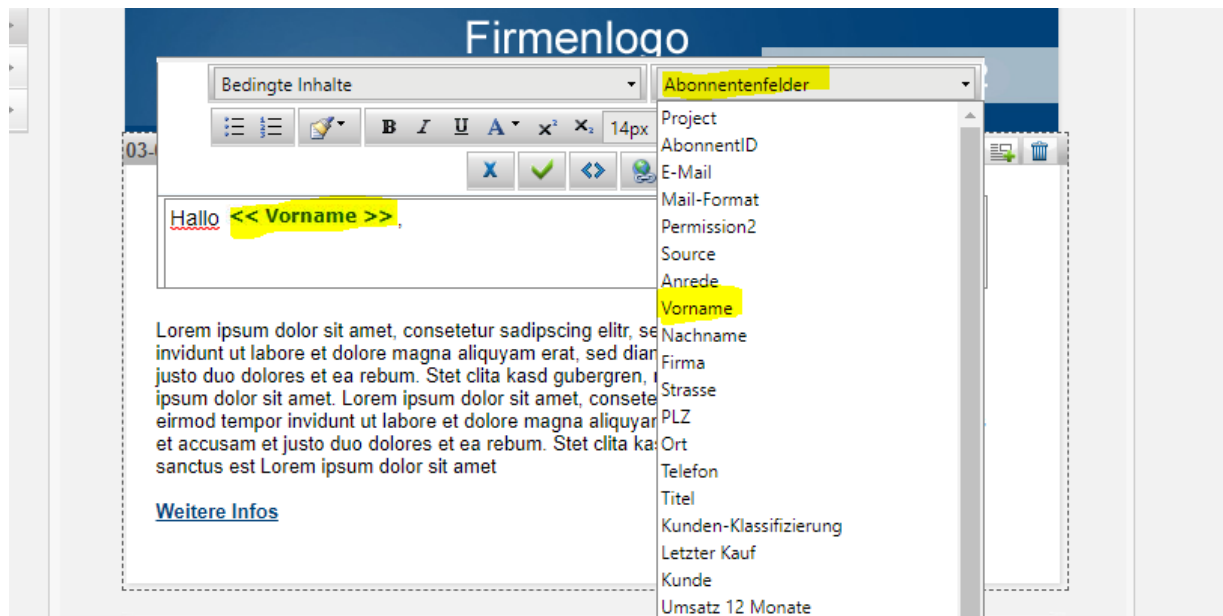 Firmenlogo
Bedingte Inhalte
Abonnentenfelder
B I U A x² X₂ 14px
03-
X <>
Hallo << Vorname >>,
Project
AbonnentID
E-Mail
Mail-Format
Permission2
Source
Anrede
Vorname
Nachname
Firma
Strasse
PLZ
Ort
Telefon
Titel
Kunden-Klassifizierung
Letzter Kauf
Kunde
Umsatz 12 Monate
Lorem ipsum dolor sit amet, consetetur sadipscing elitr, se
invidunt ut labore et dolore magna aliquyam erat, sed diar
justo duo dolores et ea rebum. Stet clita kasd gubergren,
ipsum dolor sit amet. Lorem ipsum dolor sit amet, consete
eirmod tempor invidunt ut labore et dolore magna aliquyar
et accusam et justo duo dolores et ea rebum. Stet clita ka
sanctus est Lorem ipsum dolor sit amet
Weitere Infos